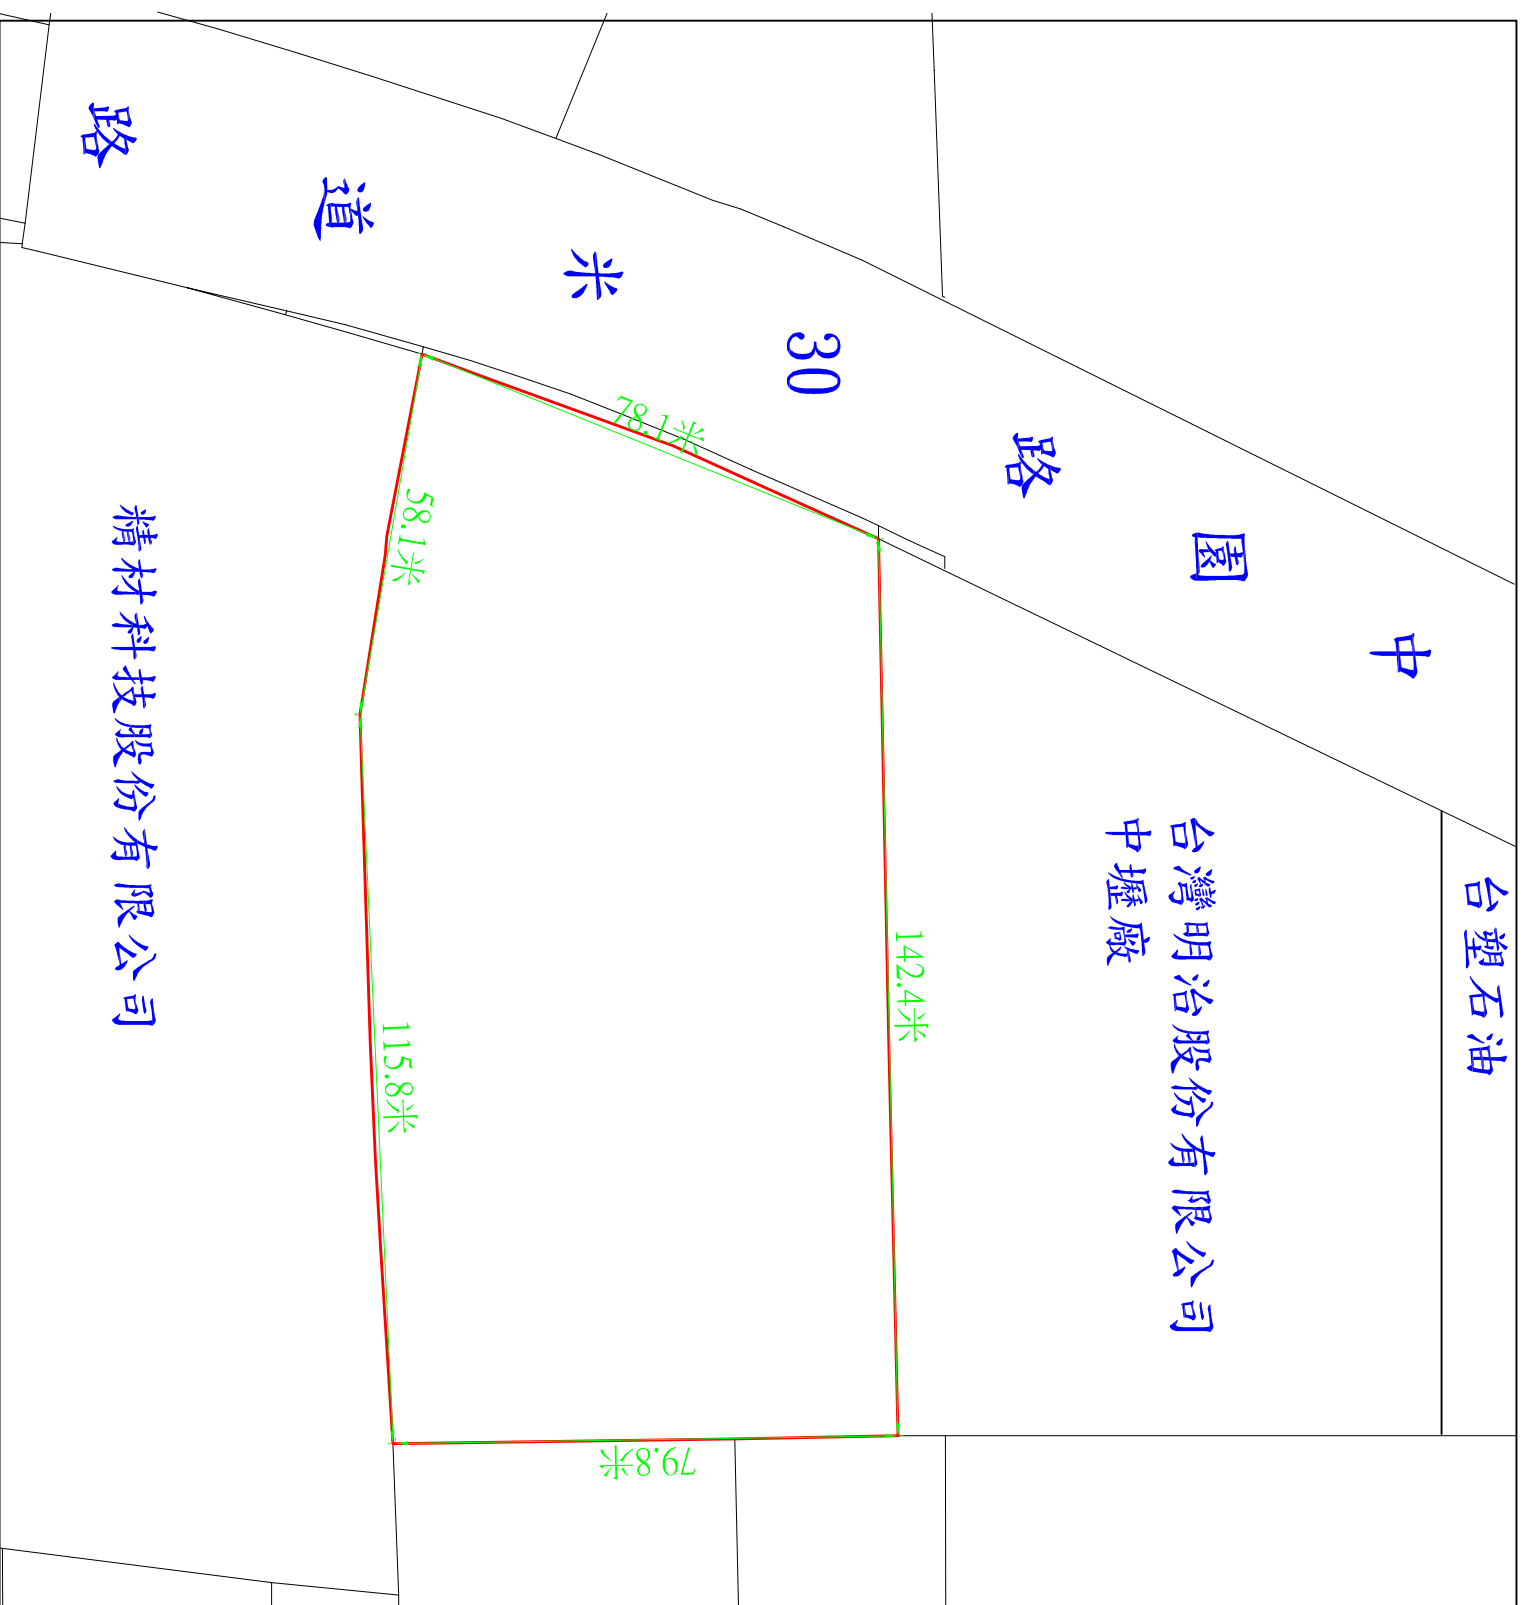 中園路
30米道路
78.1米
58.1米
精材科技股份有限公司
台灣明治股份有限公司
中壢廠
台塑石油
142.4米
115.8米
79.8米